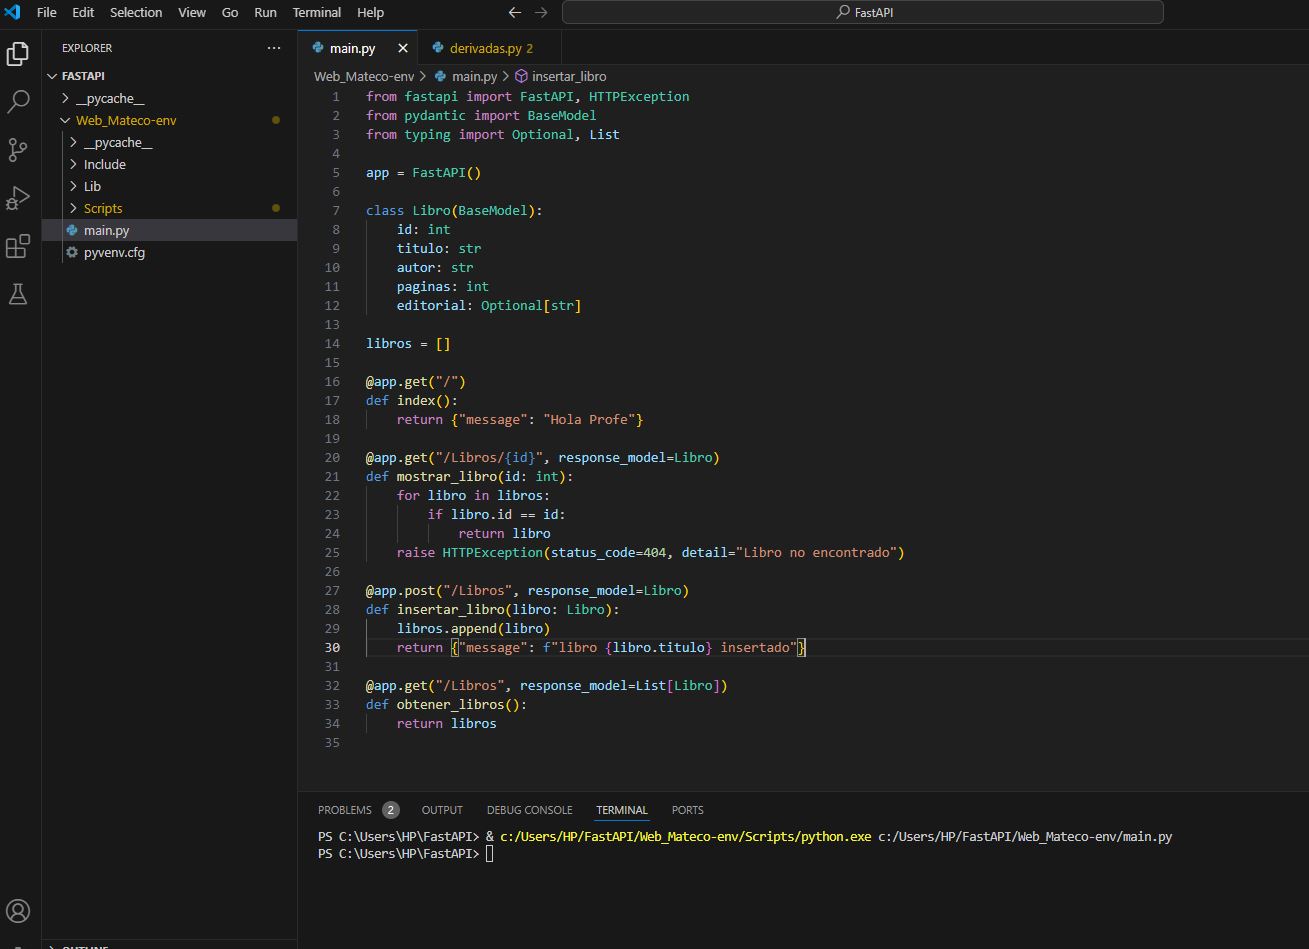 File Edit Selection View Go Run Terminal Help
FastAPI
EXPLORER
FASTAPI
__pycache__
Web_Mateco-env
__pycache__
Include
Lib
Scripts
main.py
pyvenv.cfg
main.py
derivadas.py 2
Web_Mateco-env > main.py > insertar_libro
1 from fastapi import FastAPI, HTTPException
2 from pydantic import BaseModel
3 from typing import Optional, List
4
5 app = FastAPI()
6
7 class Libro(BaseModel):
8     id: int
9     titulo: str
10     autor: str
11     paginas: int
12     editorial: Optional[str]
13
14 libros = []
15
16 @app.get("/")
17 def index():
18     return {"message": "Hola Profe"}
19
20 @app.get("/Libros/{id}", response_model=Libro)
21 def mostrar_libro(id: int):
22     for libro in libros:
23         if libro.id == id:
24             return libro
25     raise HTTPException(status_code=404, detail="Libro no encontrado")
26
27 @app.post("/Libros", response_model=Libro)
28 def insertar_libro(libro: Libro):
29     libros.append(libro)
30     return {"message": f"libro {libro.titulo} insertado"}
31
32 @app.get("/Libros", response_model=List[Libro])
33 def obtener_libros():
34     return libros
35
PROBLEMS 2 OUTPUT DEBUG CONSOLE TERMINAL PORTS
PS C:\Users\HP\FastAPI> & c:/Users/HP/FastAPI/Web_Mateco-env/Scripts/python.exe c:/Users/HP/FastAPI/Web_Mateco-env/main.py
PS C:\Users\HP\FastAPI>
OUTLINE